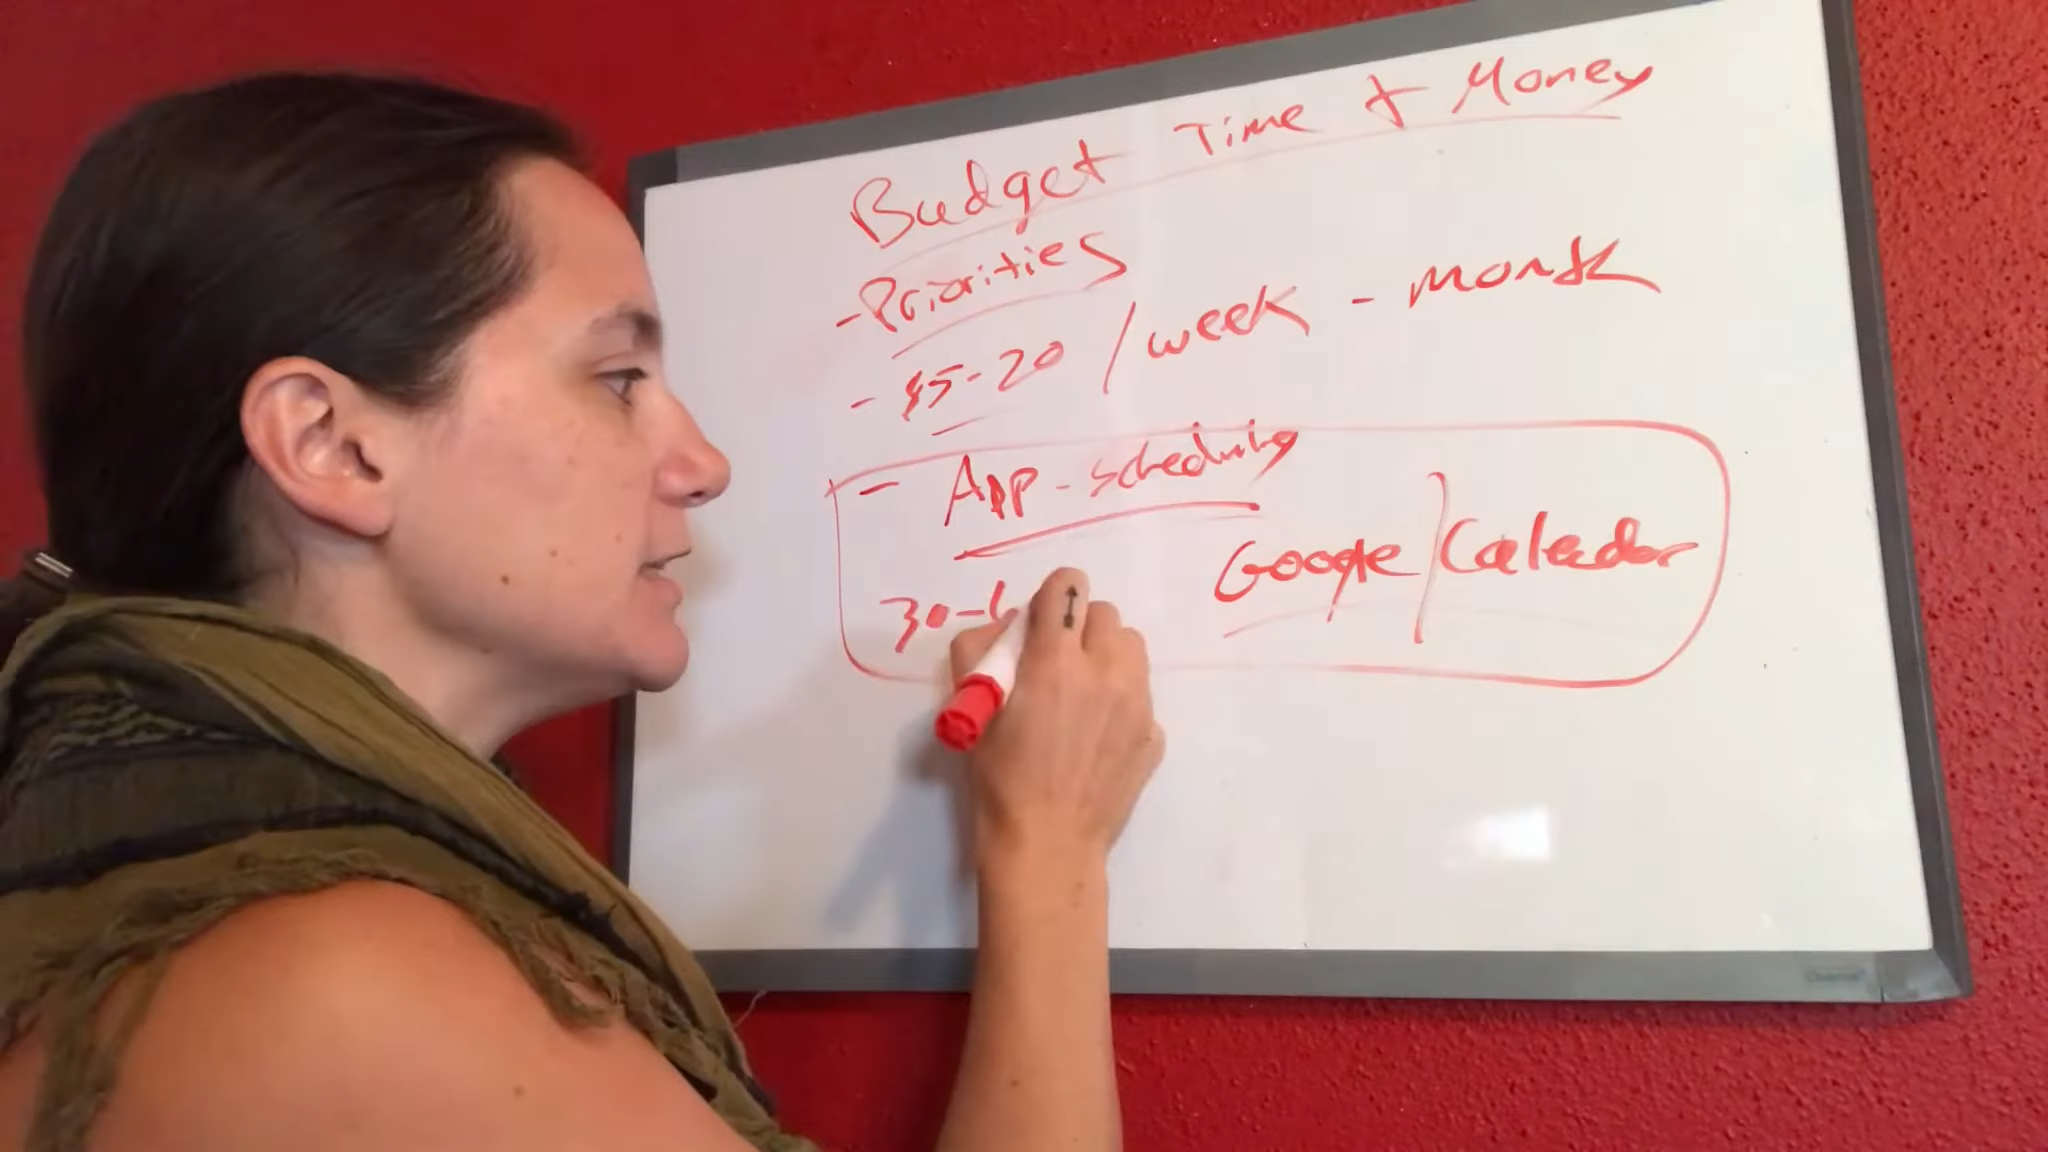 Budget Time & Money
- Priorities
- $5-20 / week - month
- App - scheduling
Google / Calendar
30-6